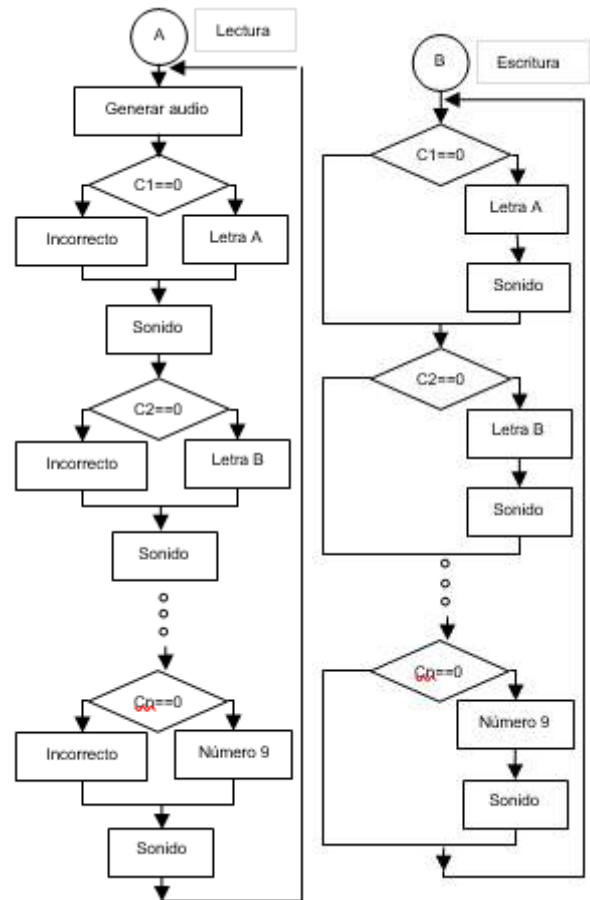 A
Lectura
Generar audio
C1==0
Incorrecto
Letra A
Sonido
C2==0
Incorrecto
Letra B
Sonido
Cn==0
Incorrecto
Número 9
Sonido
B
Escritura
C1==0
Letra A
Sonido
C2==0
Letra B
Sonido
Cn==0
Número 9
Sonido